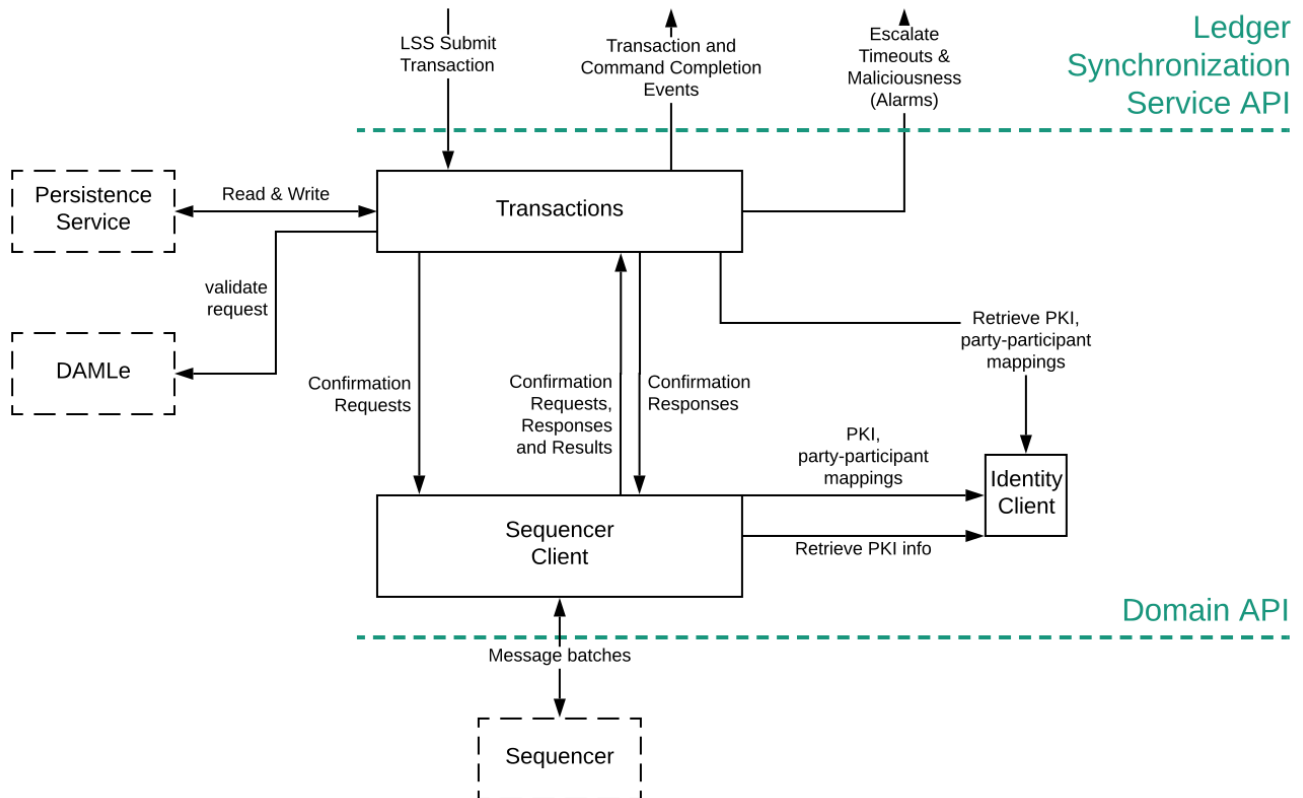 LSS Submit
Transaction
Transaction and
Command Completion
Events
Escalate
Timeouts &
Maliciousness
(Alarms)
Ledger
Synchronization
Service API
Persistence
Service
Read & Write
Transactions
validate
request
DAMLe
Retrieve PKI,
party-participant
mappings
Confirmation
Requests
Confirmation
Requests,
Responses
and Results
Confirmation
Responses
PKI,
party-participant
mappings
Identity
Client
Sequencer
Client
Retrieve PKI info
Domain API
Message batches
Sequencer